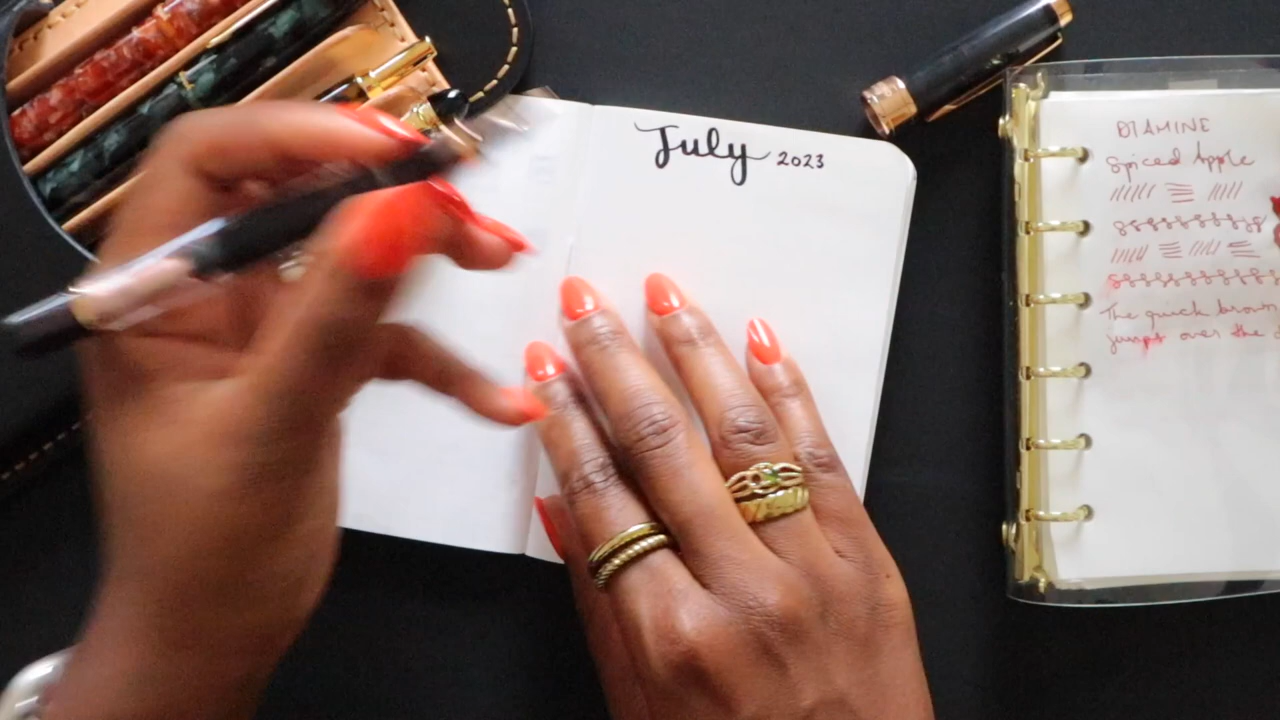 July 2023
DIAMINE
Spiced Apple
The quick brown
jumps over the